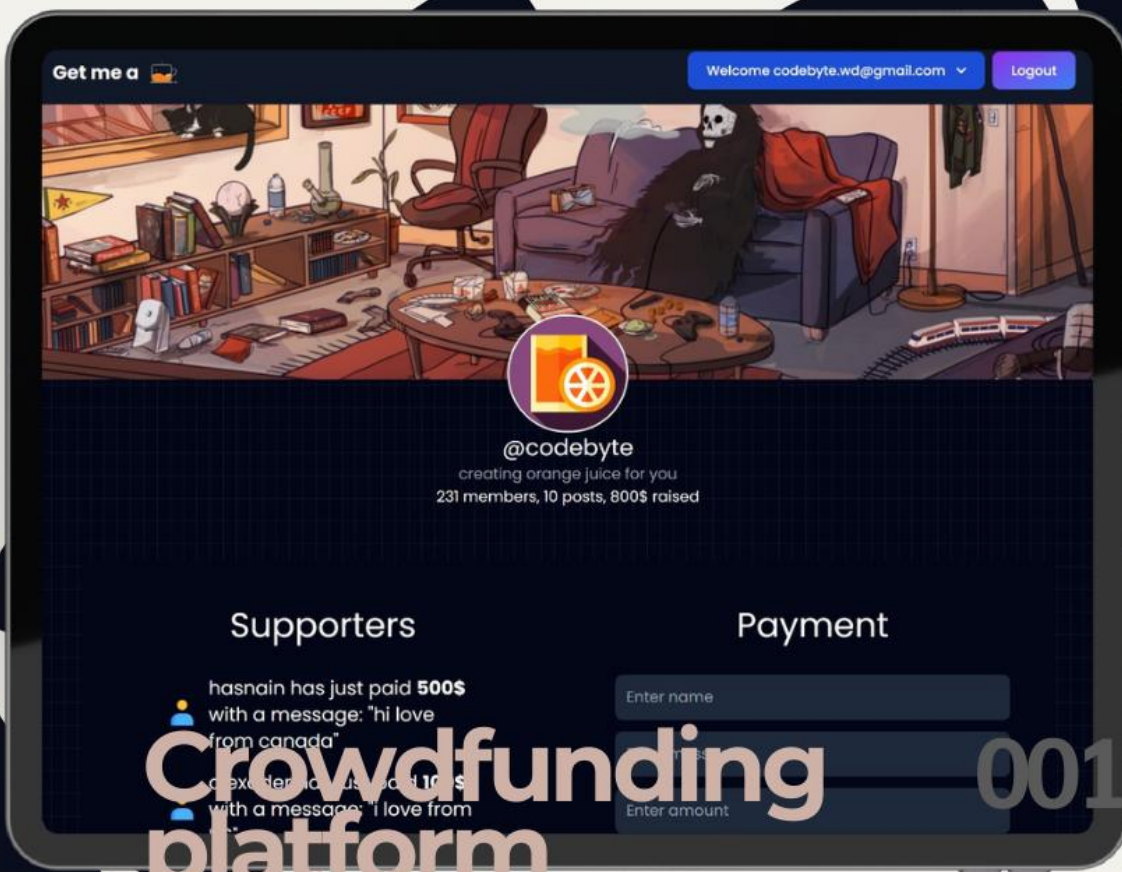 Get me a
Welcome codebyte.wd@gmail.com
Logout
@codebyte
creating orange juice for you
231 members, 10 posts, 800$ raised
Supporters
Payment
hasnain has just paid 500$
with a message: "hi love
from canada"
with a message: "i love from
Enter name
Enter amount
Crowdfunding
platform
001